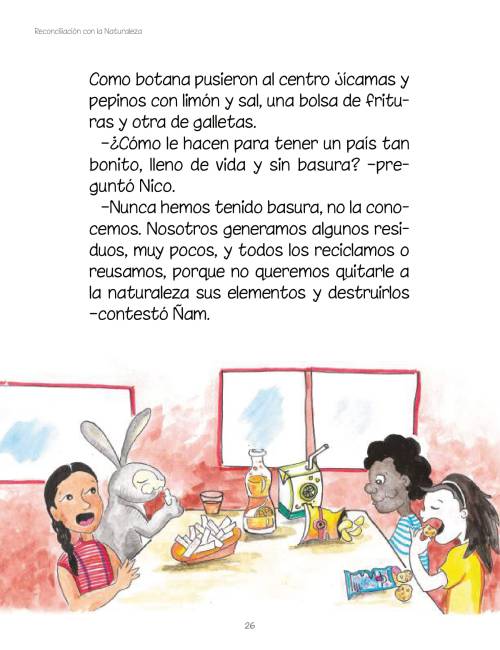 Reconciliación con la Naturaleza
Como botana pusieron al centro jícamas y
pepinos con limón y sal, una bolsa de fritu-
ras y otra de galletas.
–¿Cómo le hacen para tener un país tan
bonito, lleno de vida y sin basura? –pre-
guntó Nico.
–Nunca hemos tenido basura, no la cono-
cemos. Nosotros generamos algunos resi-
duos, muy pocos, y todos los reciclamos o
reusamos, porque no queremos quitarle a
la naturaleza sus elementos y destruirlos
–contestó Ñam.
26